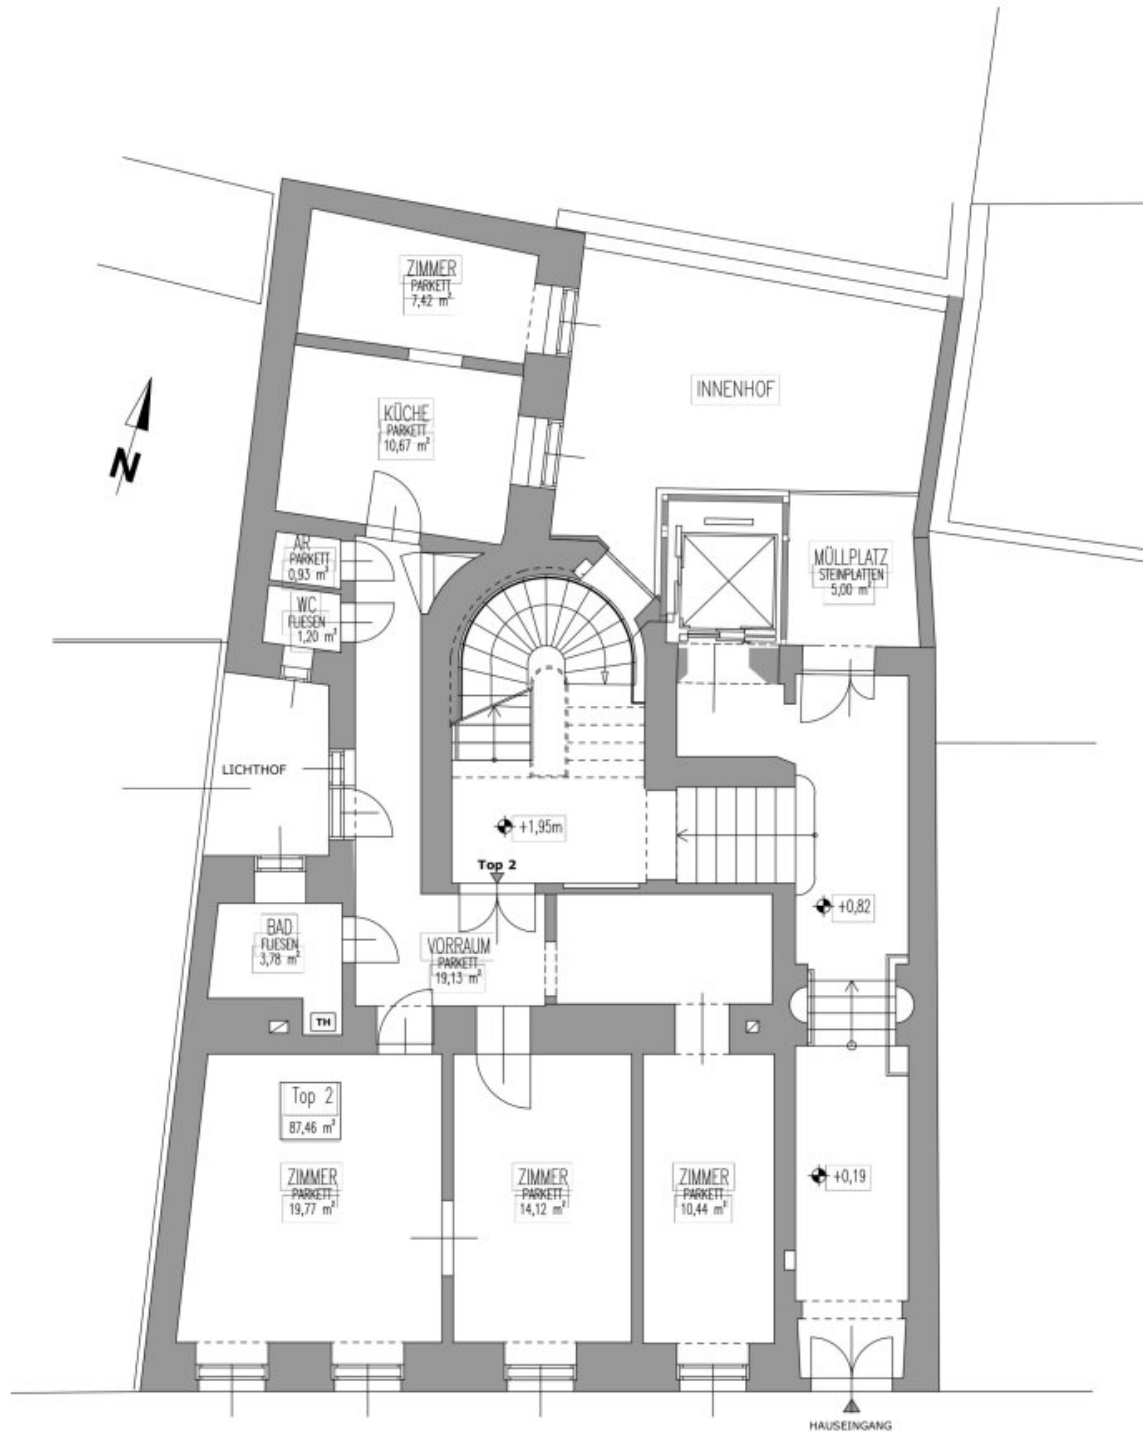 ZIMMER
PARKETT
7,42 m²
INNENHOF
KÜCHE
PARKETT
10,67 m²
N
AR
PARKETT
0,93 m²
MÜLLPLATZ
STEINPLATTEN
5,00 m²
WC
FLIESEN
1,20 m²
LICHTHOF
+1,95m
Top 2
+0,82
BAD
FLIESEN
3,78 m²
VORRAUM
PARKETT
19,13 m²
TH
Top 2
87,46 m²
ZIMMER
PARKETT
19,77 m²
ZIMMER
PARKETT
14,12 m²
ZIMMER
PARKETT
10,44 m²
+0,19
HAUSEINGANG